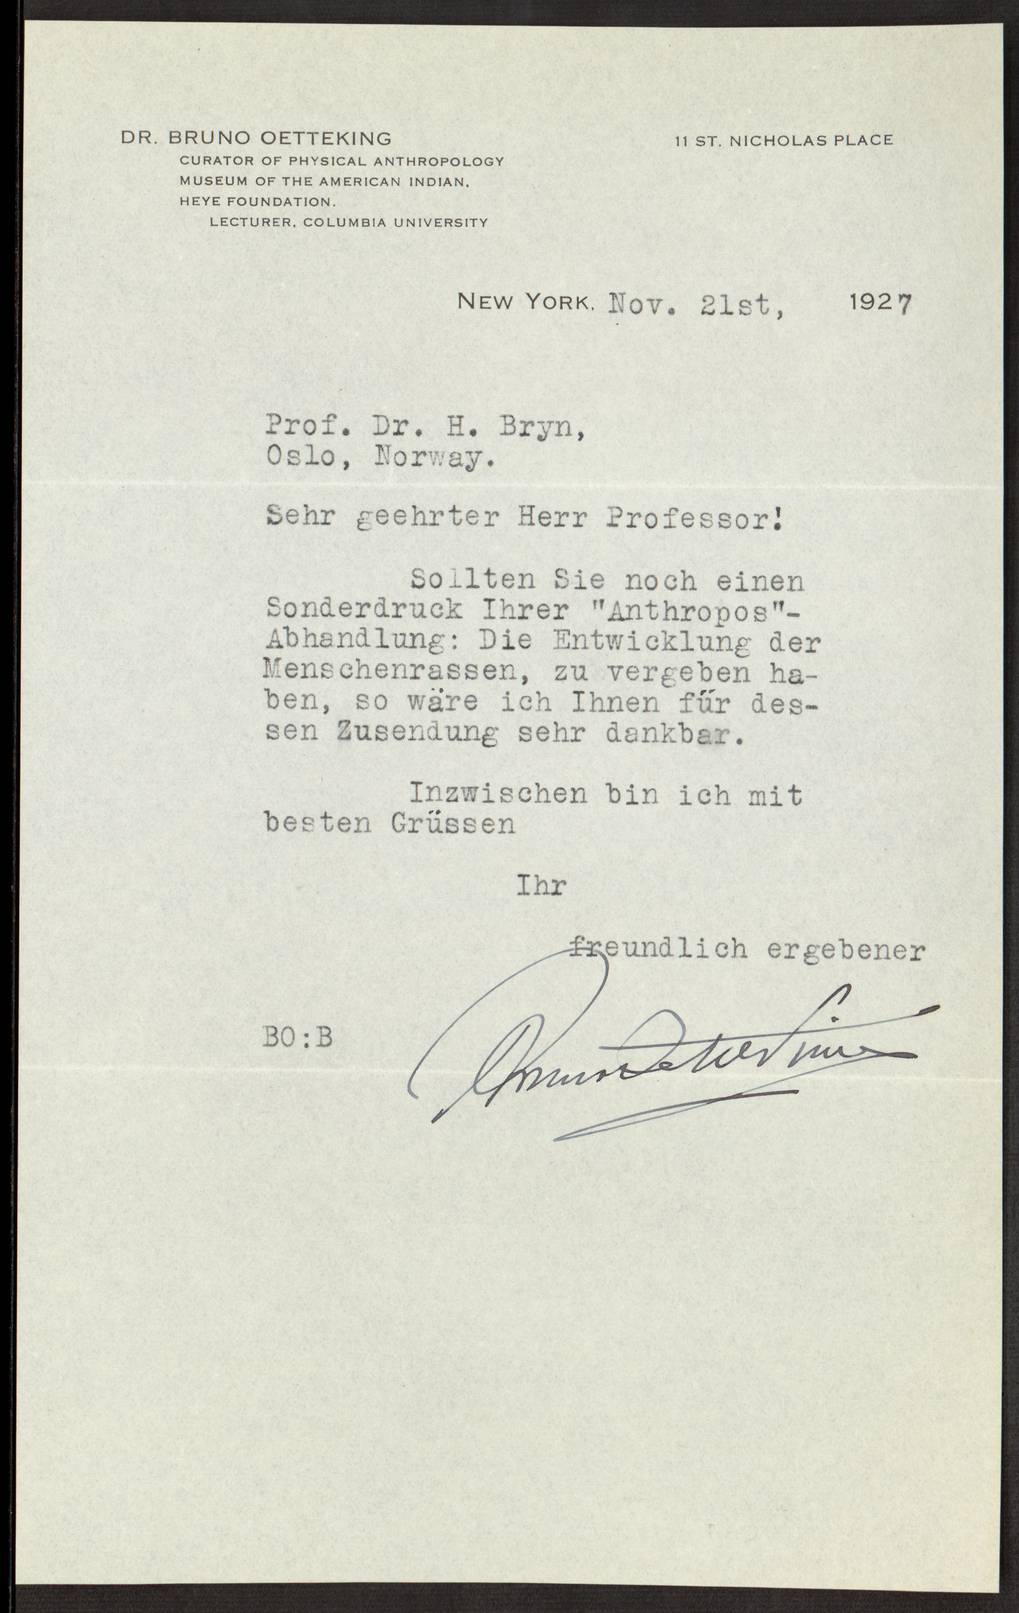 DR. BRUNO OETTEKING
CURATOR OF PHYSICAL ANTHROPOLOGY
MUSEUM OF THE AMERICAN INDIAN,
HEYE FOUNDATION.
LECTURER, COLUMBIA UNIVERSITY
11 ST. NICHOLAS PLACE
NEW YORK, Nov. 21st, 1927
Prof. Dr. H. Bryn,
Oslo, Norway.
Sehr geehrter Herr Professor!
Sollten Sie noch einen
Sonderdruck Ihrer "Anthropos"-
Abhandlung: Die Entwicklung der
Menschenrassen, zu vergeben ha-
ben, so wäre ich Ihnen für des-
sen Zusendung sehr dankbar.
Inzwischen bin ich mit
besten Grüssen
Ihr
freundlich ergebener
Bruno Oetteking
BO:B